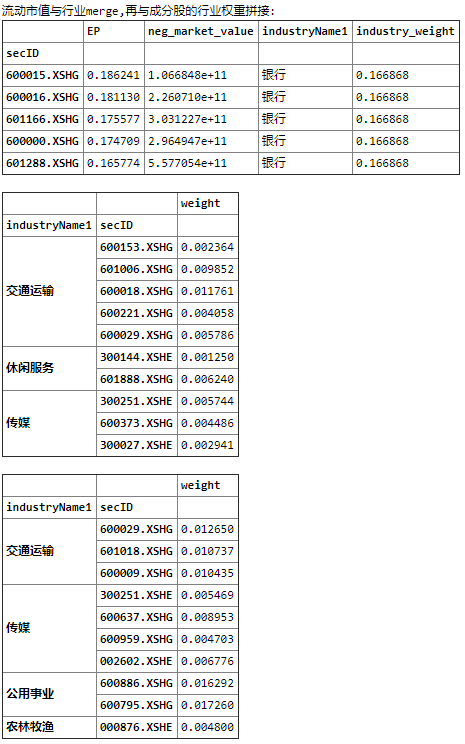 流动市值与行业merge,再与成分股的行业权重拼接:
EP neg_market_value industryName1 industry_weight
secID
600015.XSHG 0.186241 1.066848e+11 银行 0.166868
600016.XSHG 0.181130 2.260710e+11 银行 0.166868
601166.XSHG 0.175577 3.031227e+11 银行 0.166868
600000.XSHG 0.174709 2.964947e+11 银行 0.166868
601288.XSHG 0.165774 5.577054e+11 银行 0.166868
weight
industryName1 secID
交通运输 600153.XSHG 0.002364
601006.XSHG 0.009852
600018.XSHG 0.011761
600221.XSHG 0.004058
600029.XSHG 0.005786
休闲服务 300144.XSHE 0.001250
601888.XSHG 0.006240
传媒 300251.XSHE 0.005744
600373.XSHG 0.004486
300027.XSHE 0.002941
weight
industryName1 secID
交通运输 600029.XSHG 0.012650
601018.XSHG 0.010737
600009.XSHG 0.010435
传媒 300251.XSHE 0.005469
600637.XSHG 0.008953
600959.XSHG 0.004703
002602.XSHE 0.006776
公用事业 600886.XSHG 0.016292
600795.XSHG 0.017260
农林牧渔 000876.XSHE 0.004800